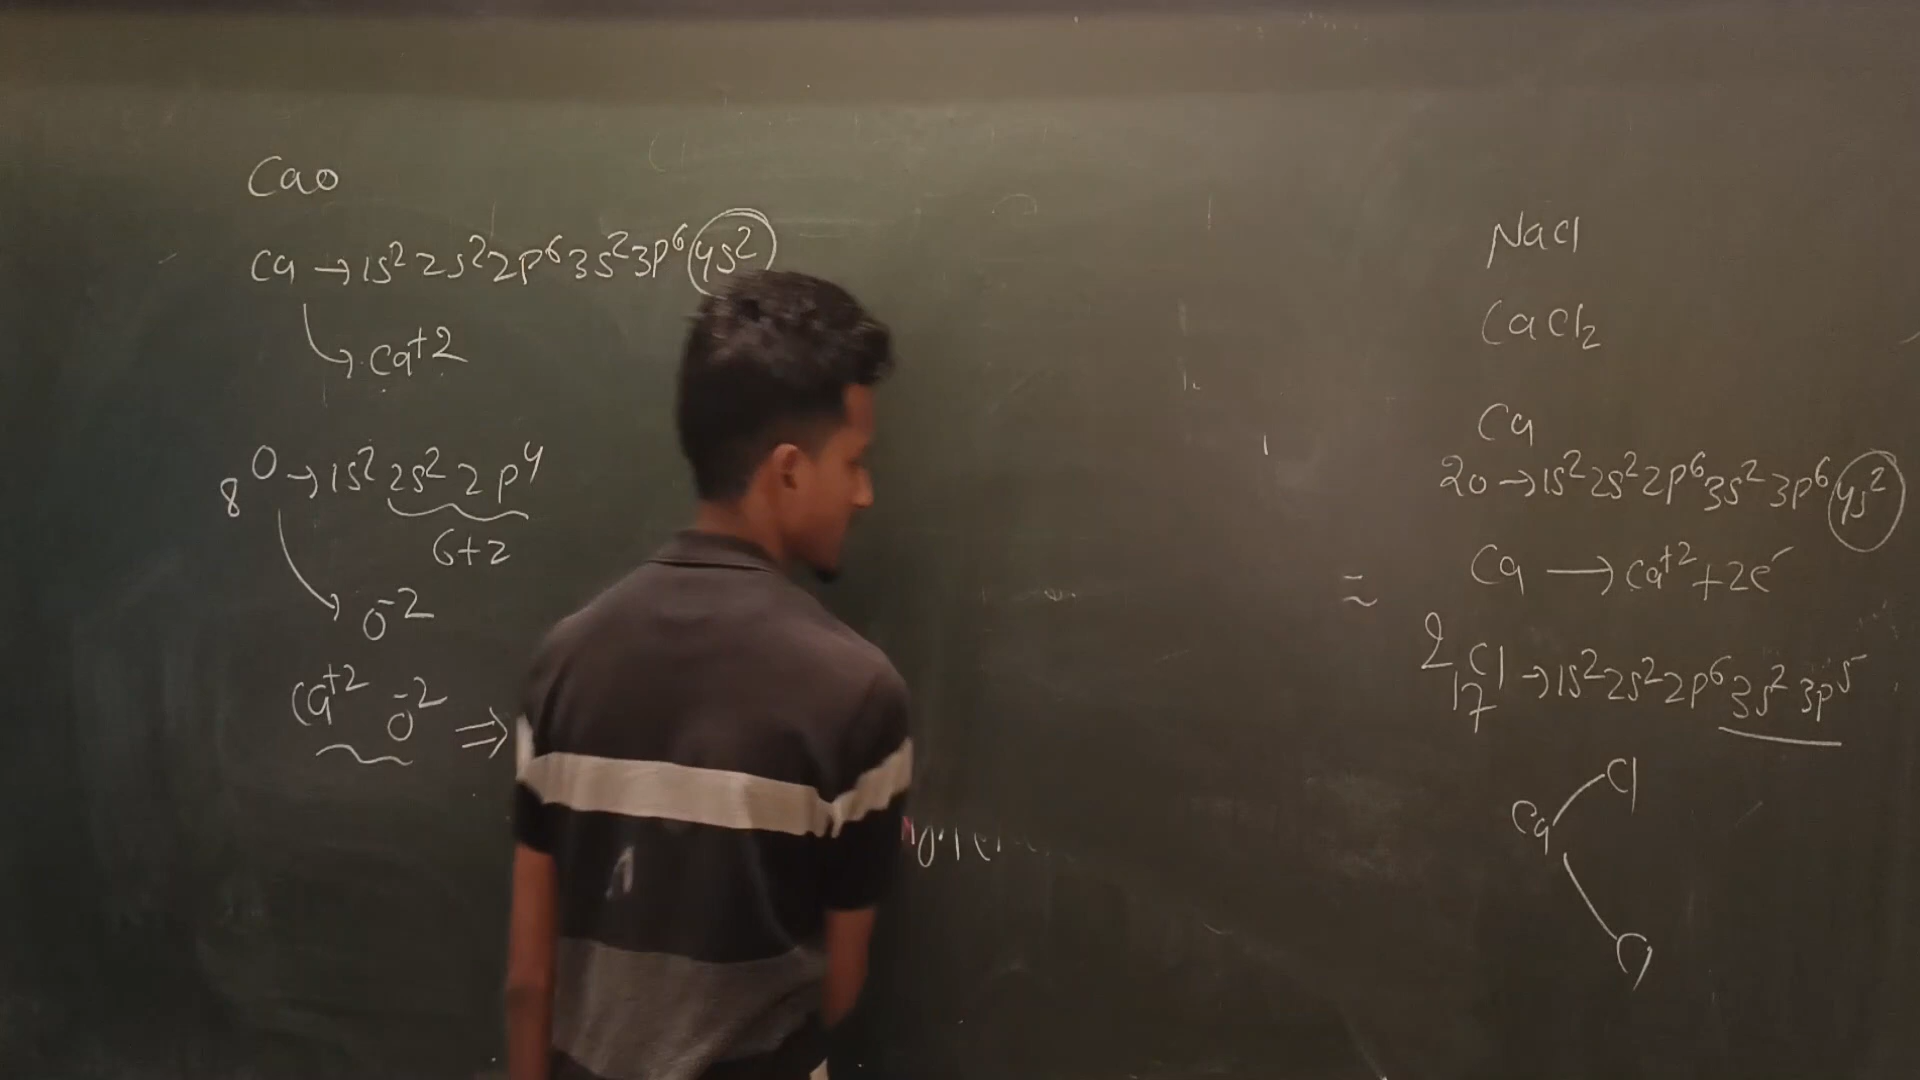 CaO
Ca → 1s² 2s² 2p⁶ 3s² 3p⁶ 4s²
Ca⁺²
₈O → 1s² 2s² 2p⁴
6+2
O⁻²
Ca⁺² O⁻² ⇒
NaCl
CaCl₂
Ca
20 → 1s² 2s² 2p⁶ 3s² 3p⁶ 4s²
Ca → Ca⁺² + 2e⁻
=
2 ₁₇Cl → 1s² 2s² 2p⁶ 3s² 3p⁵
Cl
Ca
Cl